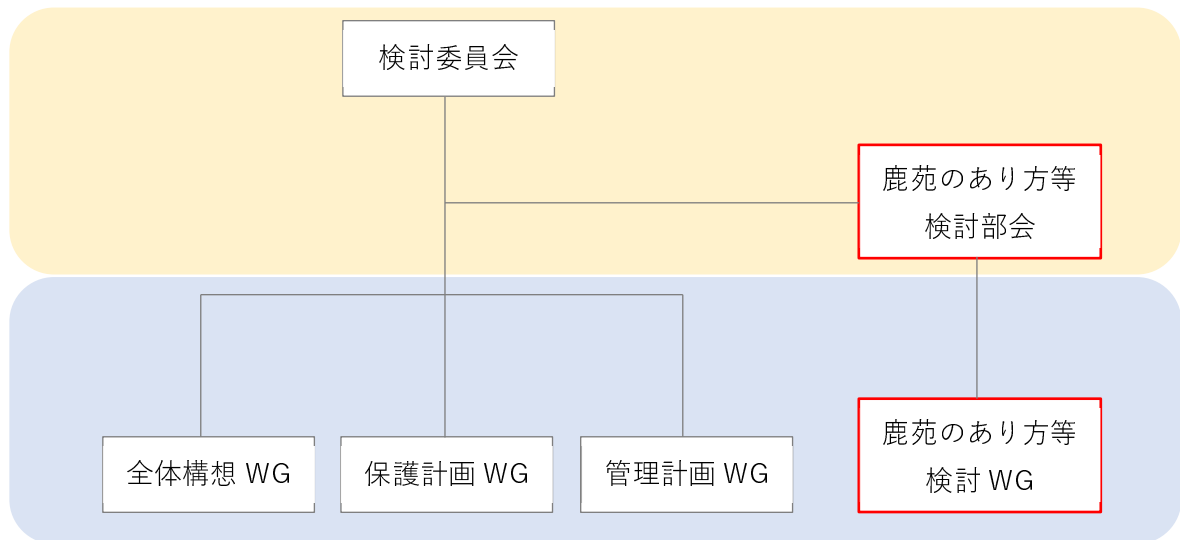 検討委員会
鹿苑のあり方等
検討部会
全体構想 WG
保護計画 WG
管理計画 WG
鹿苑のあり方等
検討 WG